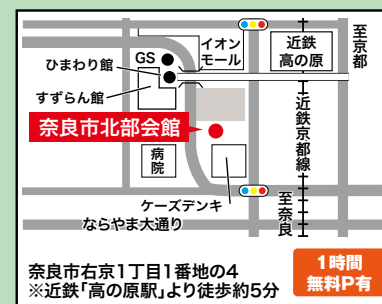 イオン
モール
近鉄
高の原
至京都
GS
ひまわり館
すずらん館
奈良市北部会館
近鉄京都線
病院
ケーズデンキ
至奈良
ならやま大通り
奈良市右京1丁目1番地の4
※近鉄「高の原駅」より徒歩約5分
1時間
無料P有